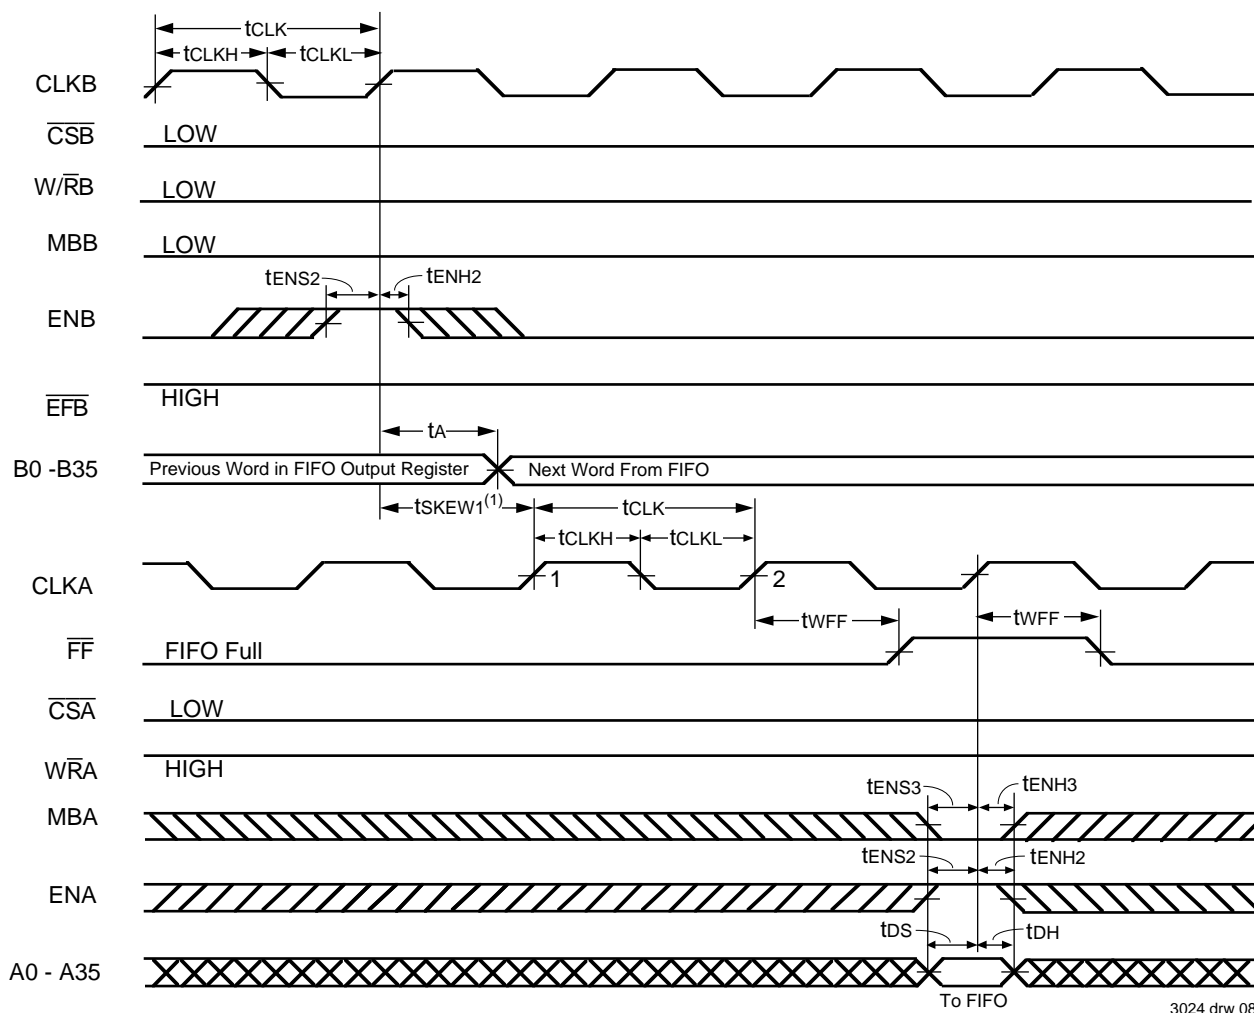 tCLK
tCLKH tCLKL
CLKB
CSB LOW
W/RB LOW
MBB LOW
tENS2 tENH2
ENB
EFB HIGH
tA
B0 -B35 Previous Word in FIFO Output Register Next Word From FIFO
tSKEW1(1) tCLK
tCLKH tCLKL
CLKA 1 2
tWFF tWFF
FF FIFO Full
CSA LOW
WRA HIGH
tENS3 tENH3
MBA
tENS2 tENH2
ENA
tDS tDH
A0 - A35
To FIFO
3024 drw 08